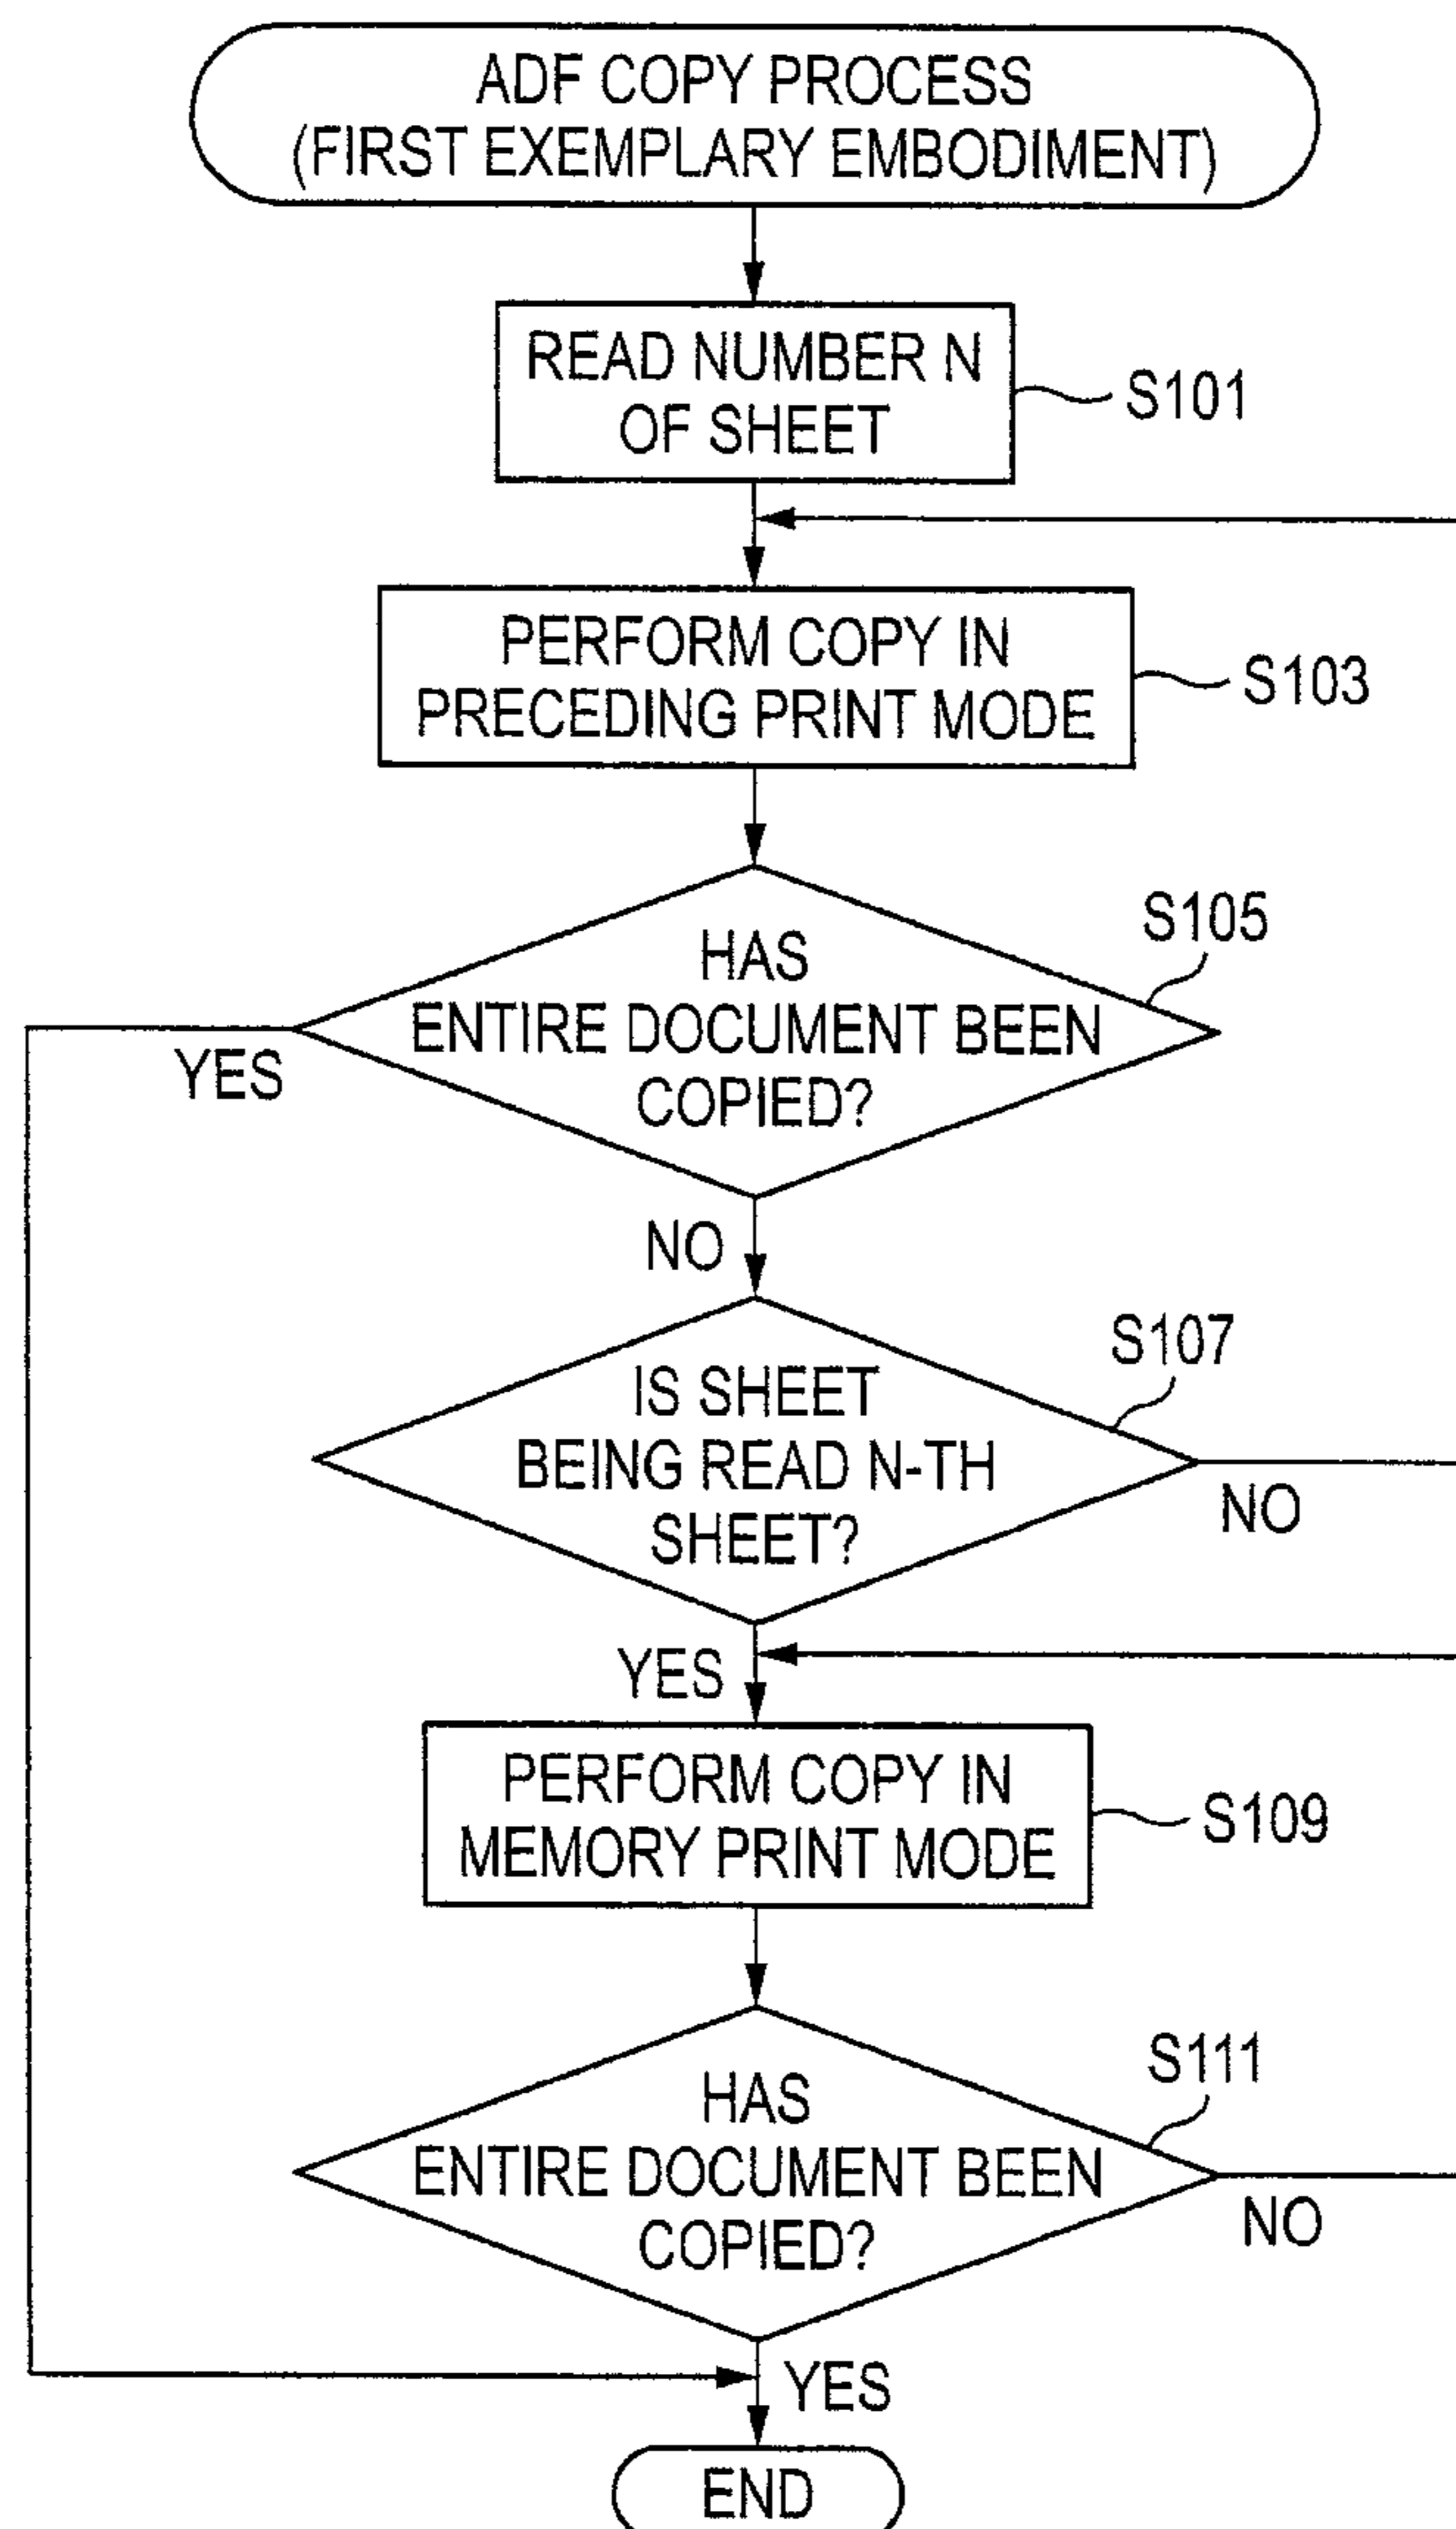 ADF COPY PROCESS
(FIRST EXEMPLARY EMBODIMENT)
READ NUMBER N
OF SHEET
S101
PERFORM COPY IN
PRECEDING PRINT MODE
S103
HAS
ENTIRE DOCUMENT BEEN
COPIED?
S105
YES
NO
IS SHEET
BEING READ N-TH
SHEET?
S107
NO
YES
PERFORM COPY IN
MEMORY PRINT MODE
S109
HAS
ENTIRE DOCUMENT BEEN
COPIED?
S111
NO
YES
END